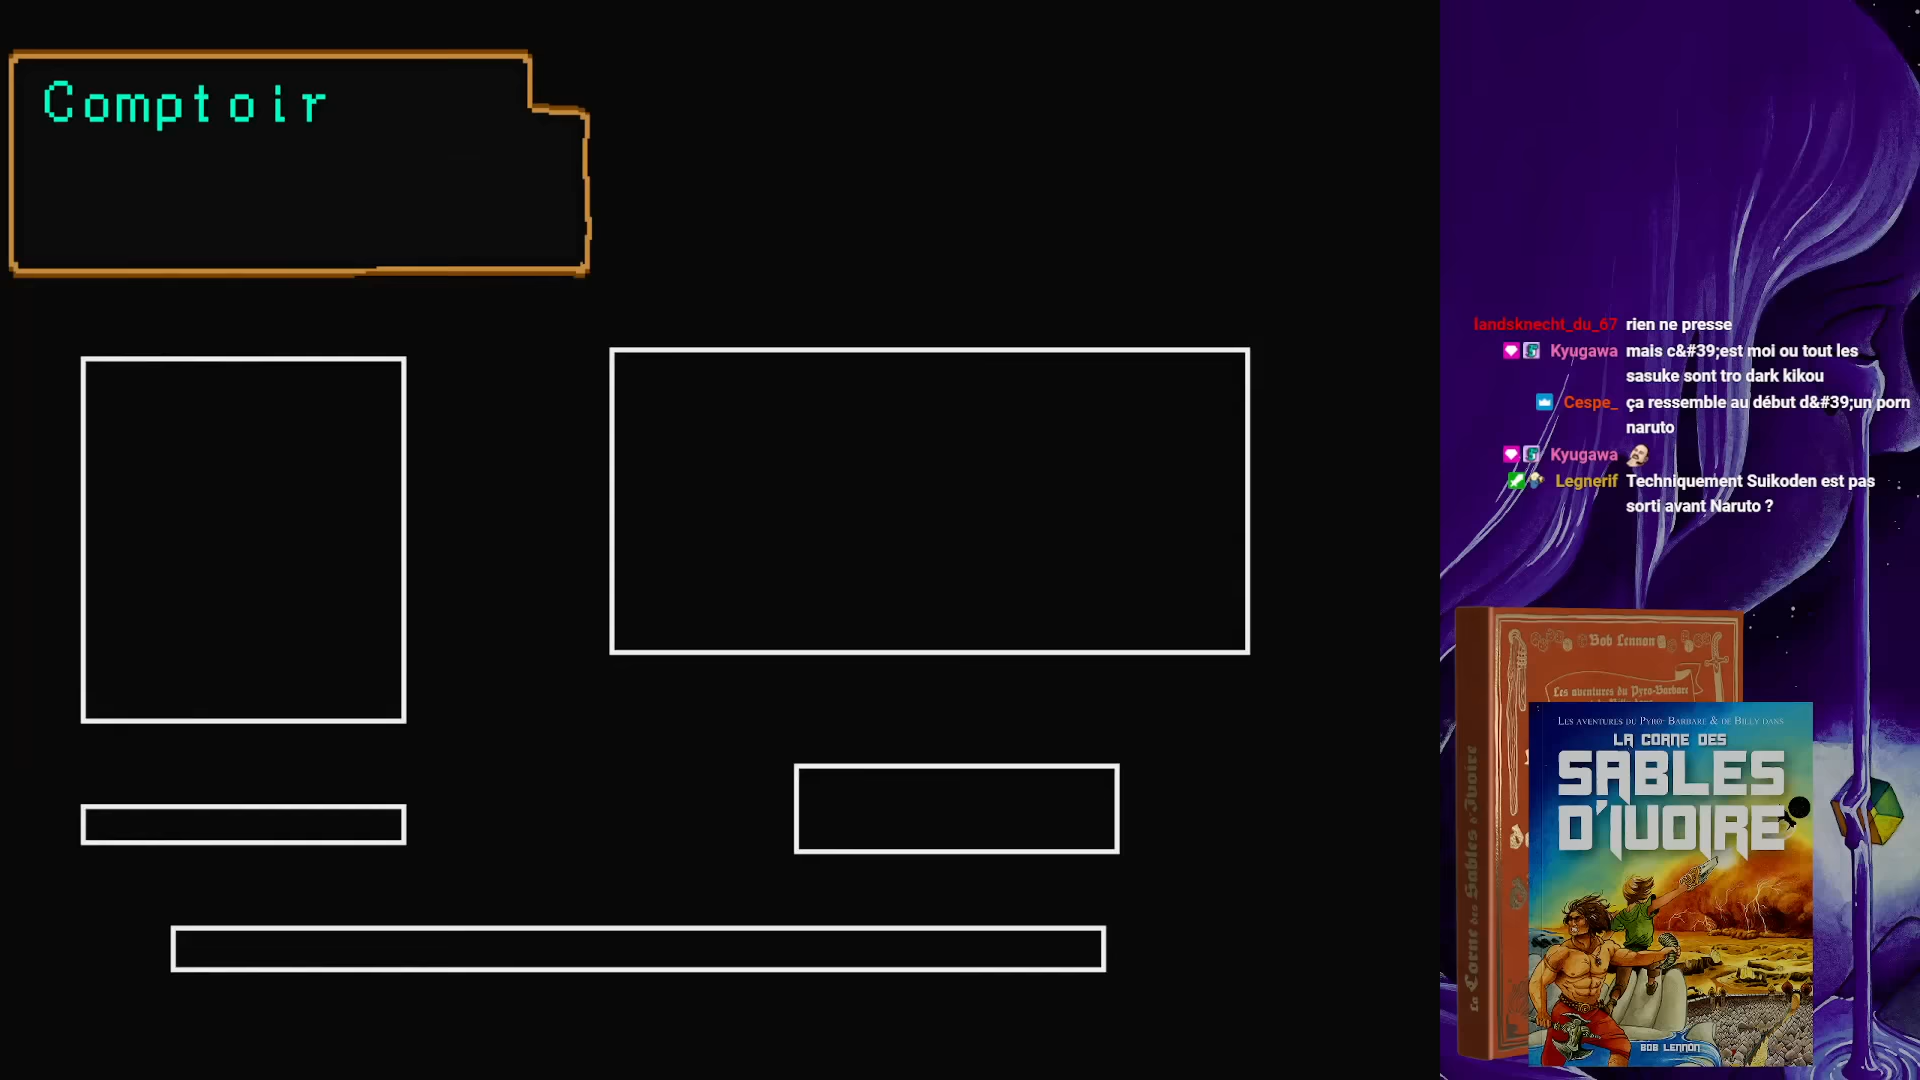 Comptoir
landsknecht_du_67 rien ne presse
Kyugawa mais c&#39;est moi ou tout les
sasuke sont tro dark kikou
Cespe_ ça ressemble au début d&#39;un porn
naruto
Kyugawa
Legnerif Techniquement Suikoden est pas
sorti avant Naruto ?
Bob Lennon
Les aventures du Pyro-Barbare
La Corne des Sables d'Ivoire
LES AVENTURES DU PYRO-BARBARE & DE BILLY DANS
LA CORNE DES
SABLES
D'IVOIRE
BOB LENNON